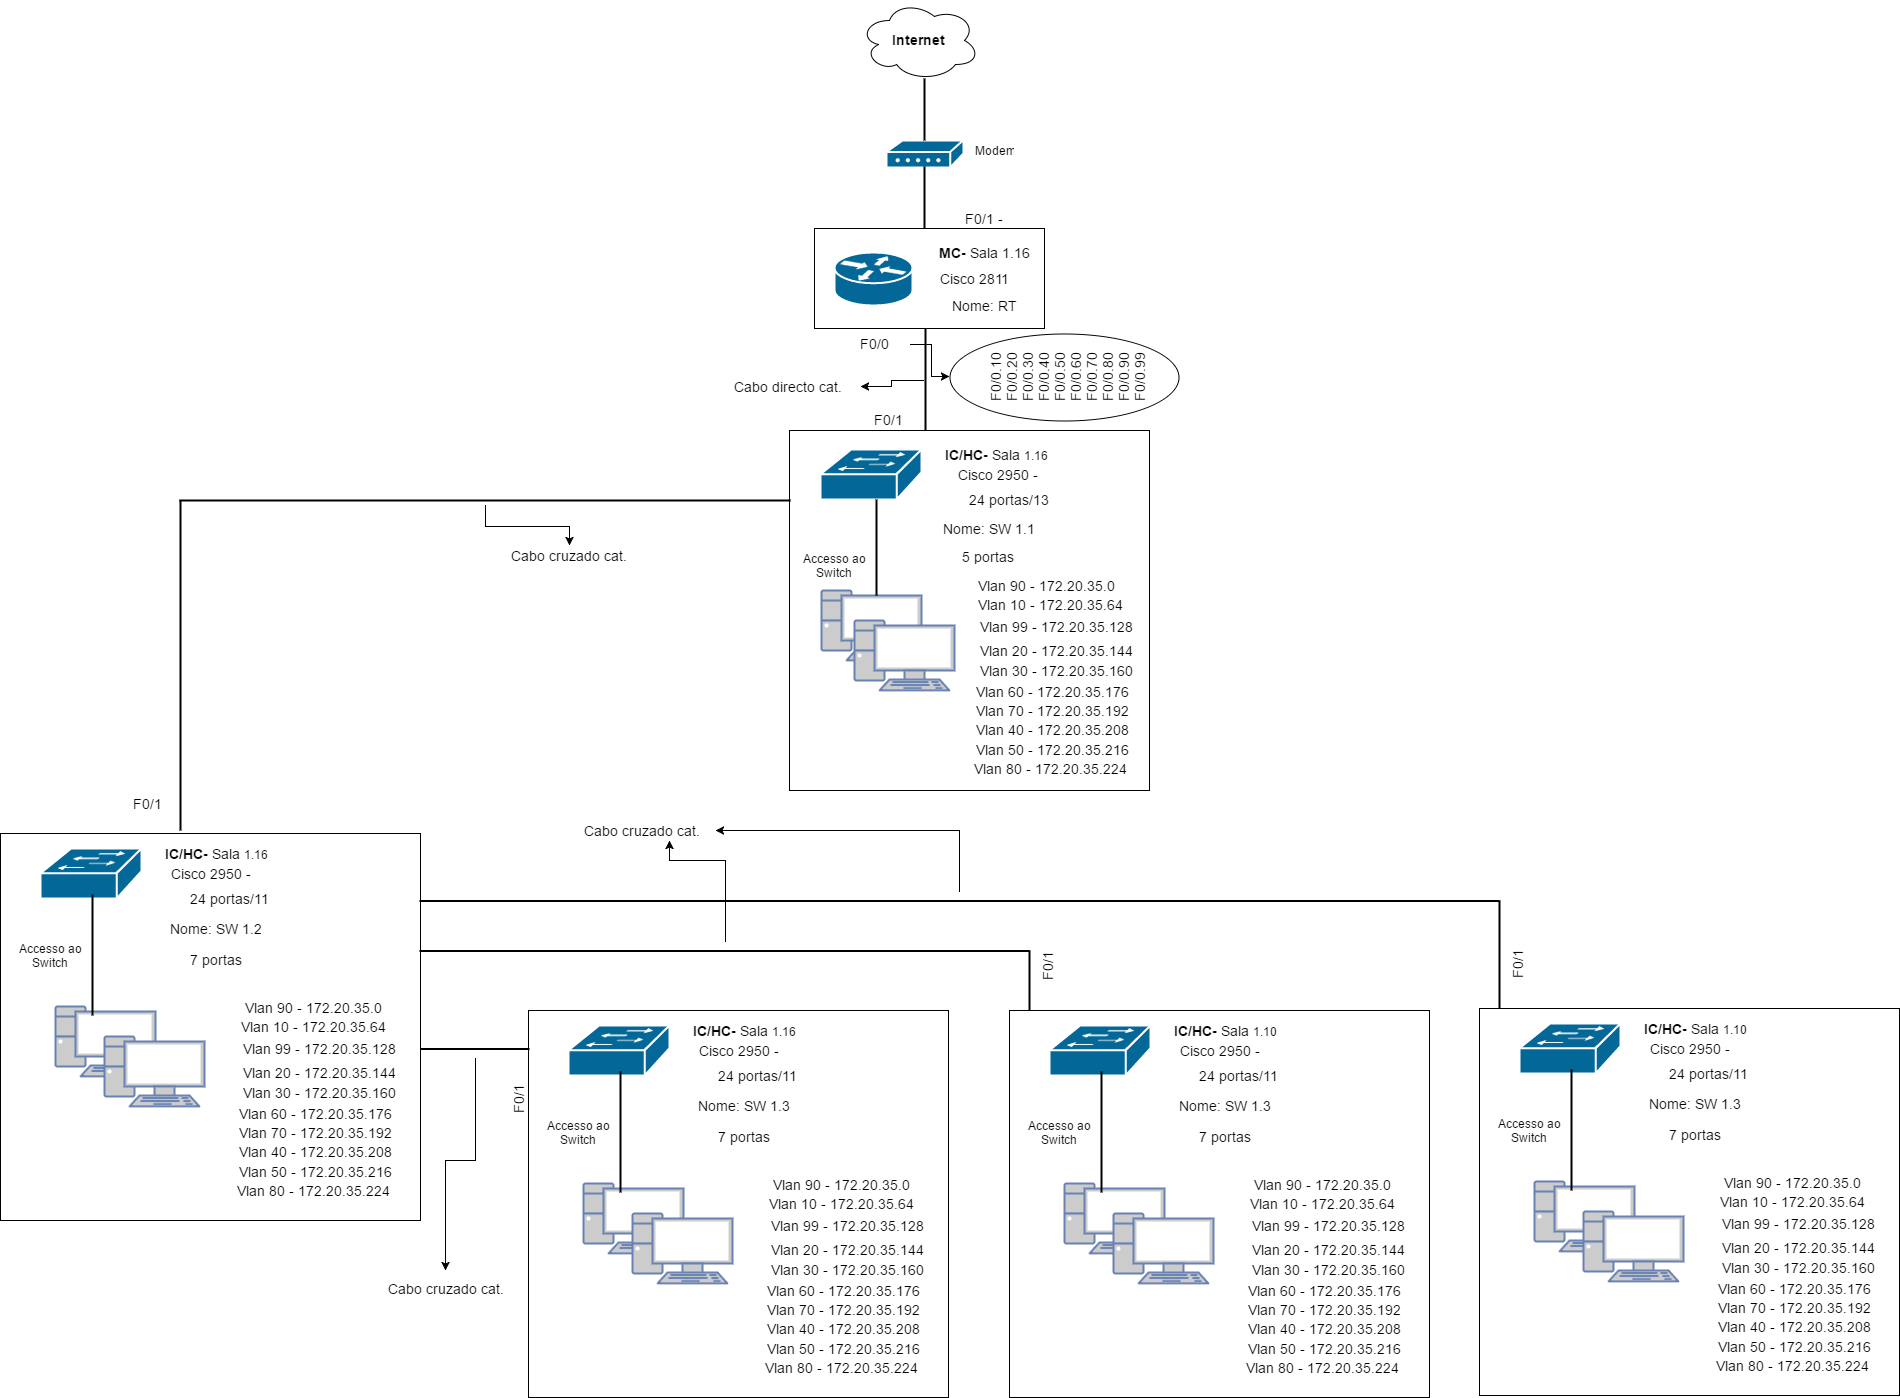 Internet
Modem
F0/1 -
MC- Sala 1.16
Cisco 2811
Nome: RT
F0/0
F0/0.10
F0/0.20
F0/0.30
F0/0.40
F0/0.50
F0/0.60
F0/0.70
F0/0.80
F0/0.90
F0/0.99
Cabo directo cat.
F0/1
IC/HC- Sala 1.16
Cisco 2950 -
24 portas/13
Nome: SW 1.1
5 portas
Accesso ao
Switch
Vlan 90 - 172.20.35.0
Vlan 10 - 172.20.35.64
Vlan 99 - 172.20.35.128
Vlan 20 - 172.20.35.144
Vlan 30 - 172.20.35.160
Vlan 60 - 172.20.35.176
Vlan 70 - 172.20.35.192
Vlan 40 - 172.20.35.208
Vlan 50 - 172.20.35.216
Vlan 80 - 172.20.35.224
Cabo cruzado cat.
F0/1
Cabo cruzado cat.
IC/HC- Sala 1.16
Cisco 2950 -
24 portas/11
Nome: SW 1.2
Accesso ao
Switch
7 portas
Vlan 90 - 172.20.35.0
Vlan 10 - 172.20.35.64
Vlan 99 - 172.20.35.128
Vlan 20 - 172.20.35.144
Vlan 30 - 172.20.35.160
Vlan 60 - 172.20.35.176
Vlan 70 - 172.20.35.192
Vlan 40 - 172.20.35.208
Vlan 50 - 172.20.35.216
Vlan 80 - 172.20.35.224
Cabo cruzado cat.
F0/1
IC/HC- Sala 1.16
Cisco 2950 -
24 portas/11
Nome: SW 1.3
Accesso ao
Switch
7 portas
Vlan 90 - 172.20.35.0
Vlan 10 - 172.20.35.64
Vlan 99 - 172.20.35.128
Vlan 20 - 172.20.35.144
Vlan 30 - 172.20.35.160
Vlan 60 - 172.20.35.176
Vlan 70 - 172.20.35.192
Vlan 40 - 172.20.35.208
Vlan 50 - 172.20.35.216
Vlan 80 - 172.20.35.224
F0/1
IC/HC- Sala 1.10
Cisco 2950 -
24 portas/11
Nome: SW 1.3
Accesso ao
Switch
7 portas
Vlan 90 - 172.20.35.0
Vlan 10 - 172.20.35.64
Vlan 99 - 172.20.35.128
Vlan 20 - 172.20.35.144
Vlan 30 - 172.20.35.160
Vlan 60 - 172.20.35.176
Vlan 70 - 172.20.35.192
Vlan 40 - 172.20.35.208
Vlan 50 - 172.20.35.216
Vlan 80 - 172.20.35.224
F0/1
IC/HC- Sala 1.10
Cisco 2950 -
24 portas/11
Nome: SW 1.3
Accesso ao
Switch
7 portas
Vlan 90 - 172.20.35.0
Vlan 10 - 172.20.35.64
Vlan 99 - 172.20.35.128
Vlan 20 - 172.20.35.144
Vlan 30 - 172.20.35.160
Vlan 60 - 172.20.35.176
Vlan 70 - 172.20.35.192
Vlan 40 - 172.20.35.208
Vlan 50 - 172.20.35.216
Vlan 80 - 172.20.35.224